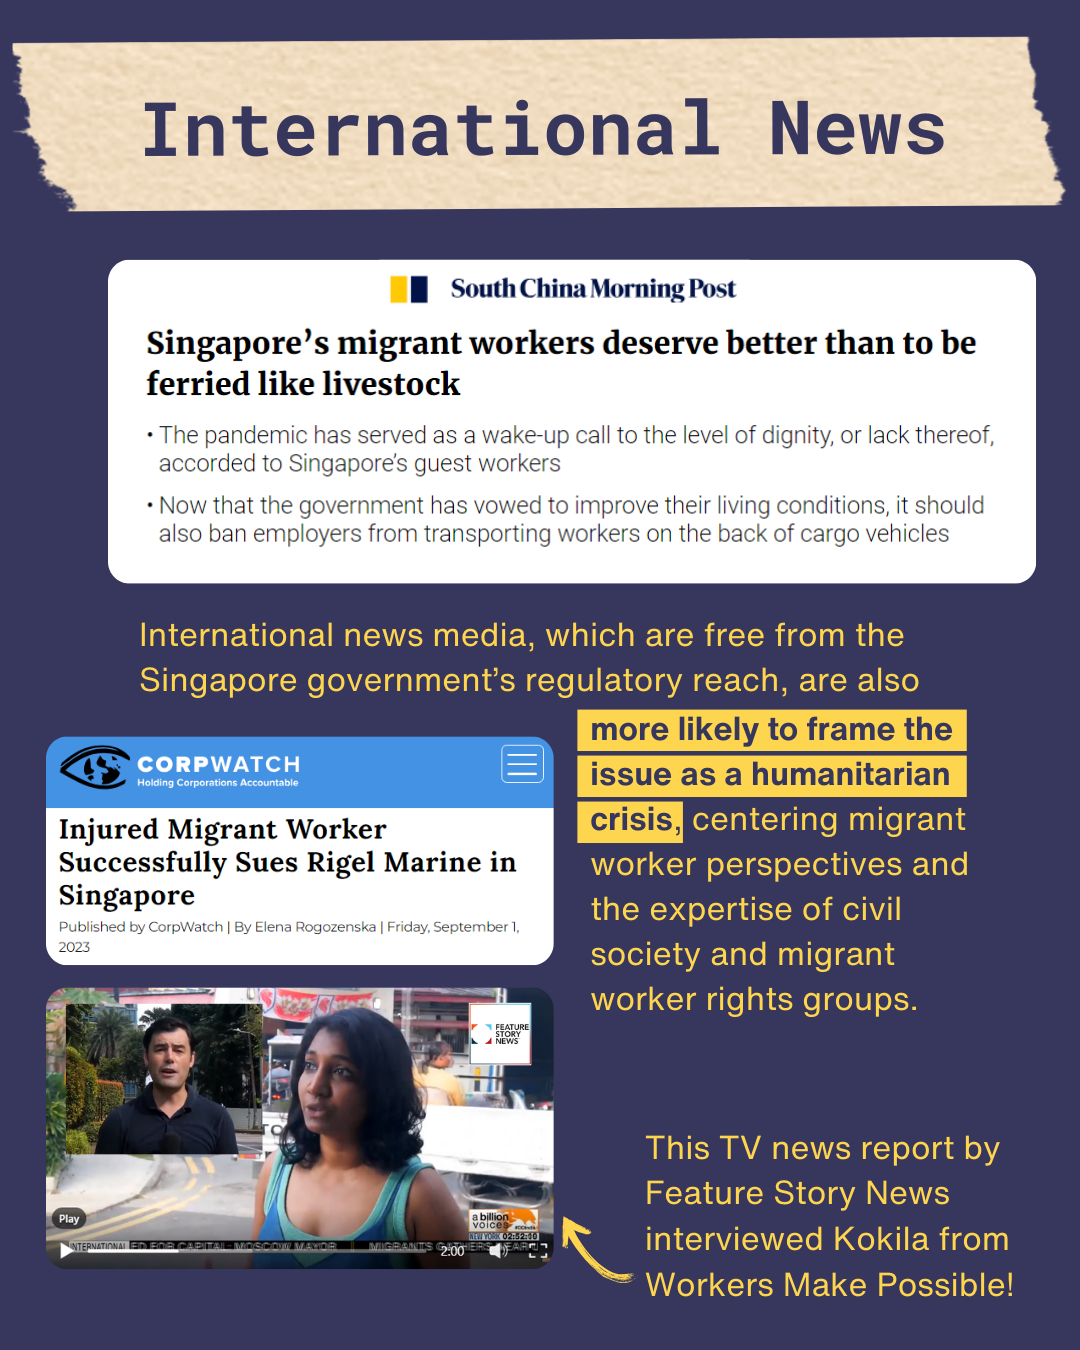 International News
South China Morning Post
Singapore's migrant workers deserve better than to be
ferried like livestock
• The pandemic has served as a wake-up call to the level of dignity, or lack thereof,
accorded to Singapore's guest workers
• Now that the government has vowed to improve their living conditions, it should
also ban employers from transporting workers on the back of cargo vehicles
International news media, which are free from the
Singapore government's regulatory reach, are also
more likely to frame the
issue as a humanitarian
crisis, centering migrant
worker perspectives and
the expertise of civil
society and migrant
worker rights groups.
CORPWATCH
Holding Corporations Accountable
Injured Migrant Worker
Successfully Sues Rigel Marine in
Singapore
Published by CorpWatch | By Elena Rogozenska | Friday, September 1,
2023
FEATURE
STORY
NEWS
Play
a billion
voices
NEW YORK 02:52:59
INTERNATIONAL
ED FOR CAPITAL: MOSCOW MAYOR
MIGRANTS
2:00
This TV news report by
Feature Story News
interviewed Kokila from
Workers Make Possible!